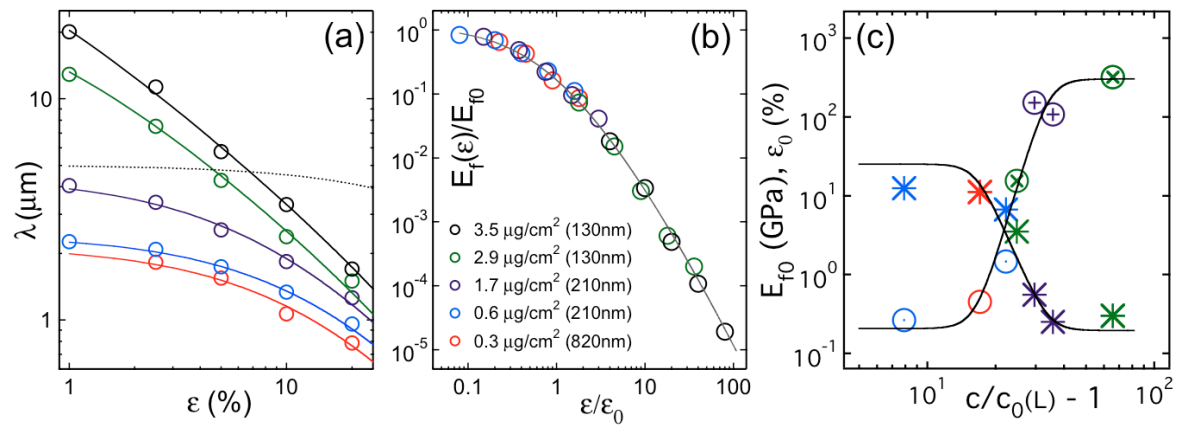 (a)
10
1
λ (μm)
1
10
ε (%)
(b)
10⁰
10⁻¹
10⁻²
10⁻³
10⁻⁴
10⁻⁵
E_f(ε)/E_f0
3.5 μg/cm² (130nm)
2.9 μg/cm² (130nm)
1.7 μg/cm² (210nm)
0.6 μg/cm² (210nm)
0.3 μg/cm² (820nm)
0.1
1
10
100
ε/ε₀
(c)
10³
10²
10¹
10⁰
10⁻¹
E_f0 (GPa), ε₀ (%)
10¹
10²
c/c₀(L) - 1